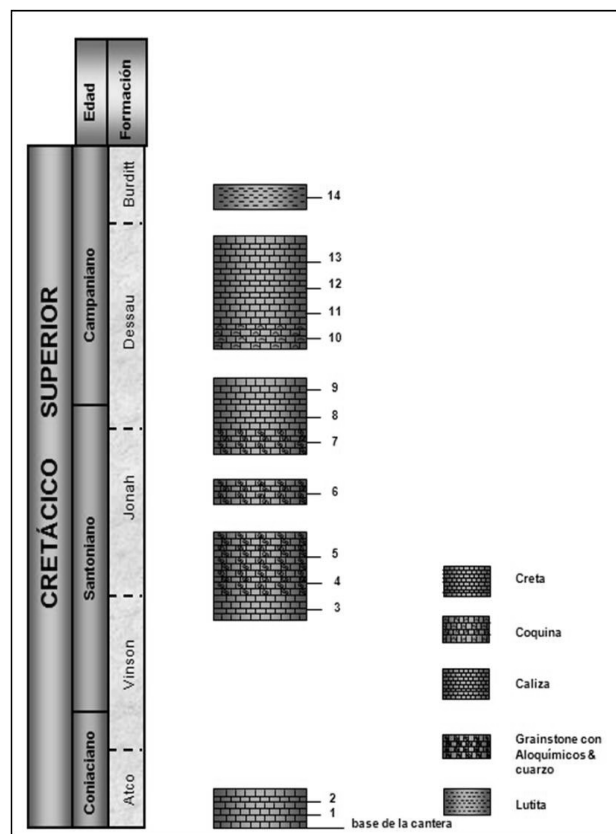 Edad
Formación
CRETÁCICO SUPERIOR
Campaniano
Santoniano
Coniaciano
Burditt
Dessau
Jonah
Vinson
Atco
14
13
12
11
10
9
8
7
6
5
4
3
2
1
base de la cantera
Creta
Coquina
Caliza
Grainstone con
Aloquímicos &
cuarzo
Lutita